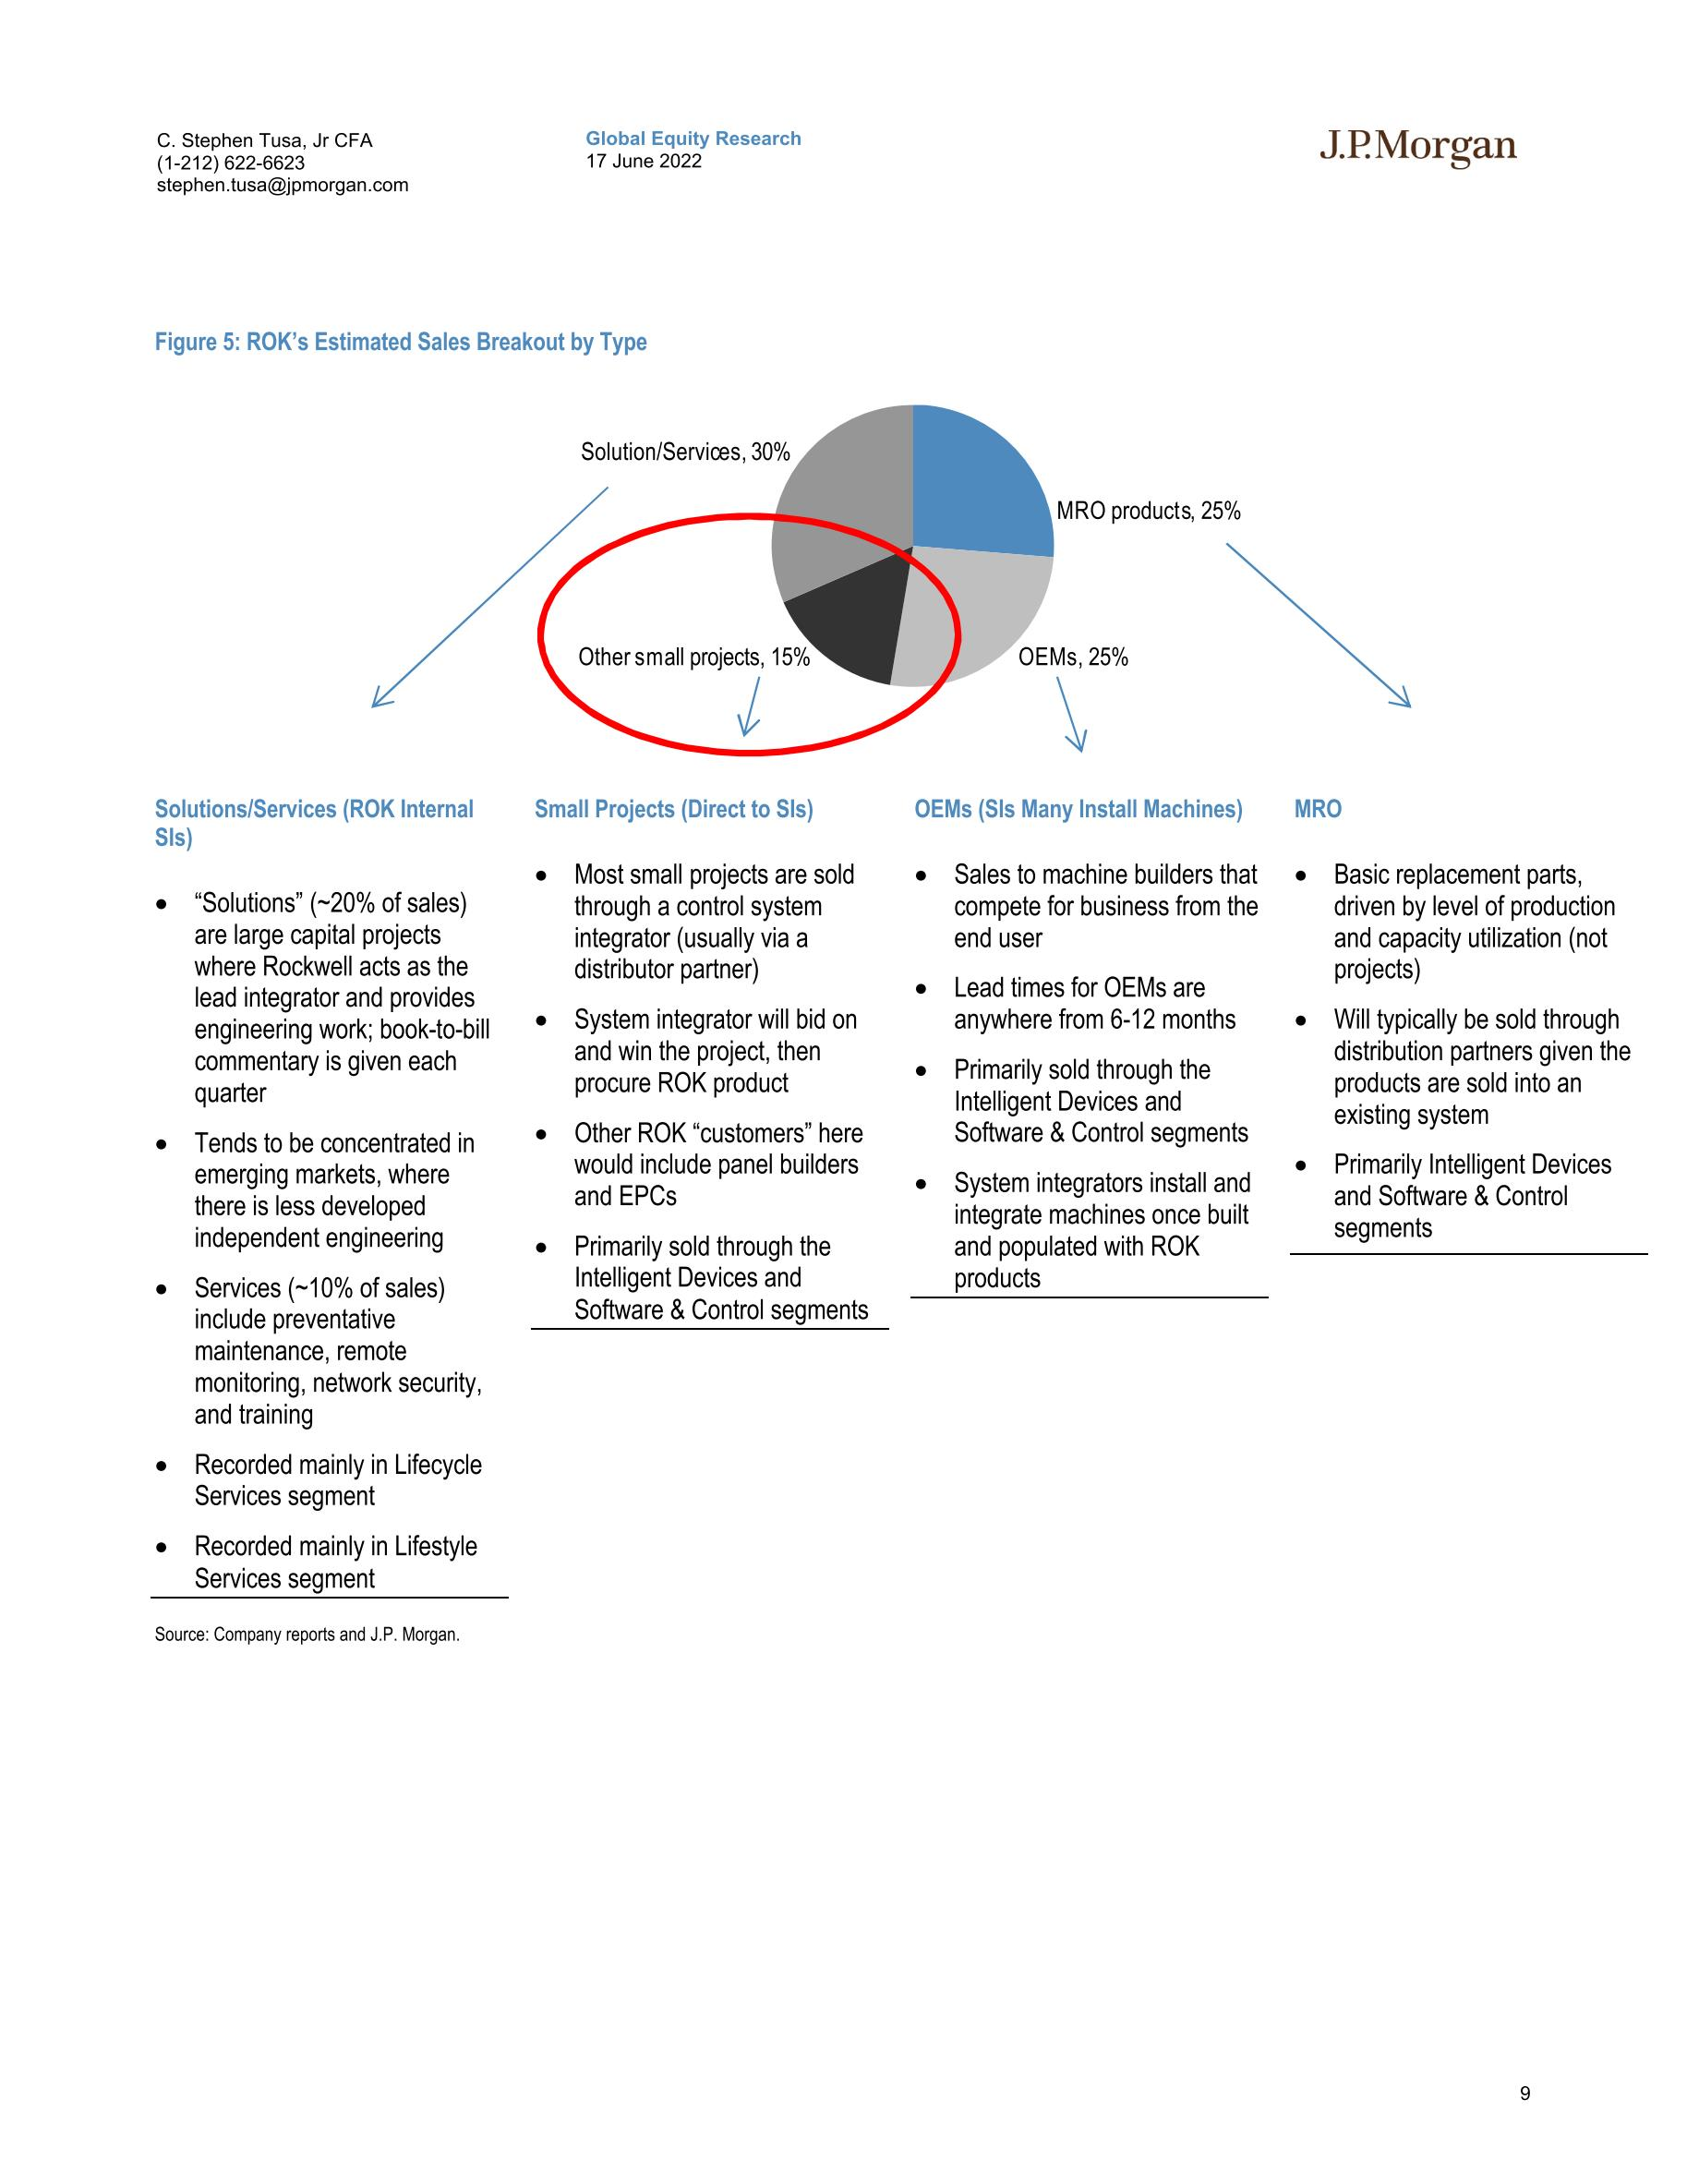 C. Stephen Tusa, Jr CFA
(1-212) 622-6623
stephen.tusa@jpmorgan.com
Global Equity Research
17 June 2022
J.P.Morgan
Figure 5: ROK’s Estimated Sales Breakout by Type
Solution/Services, 30%
MRO products, 25%
Other small projects, 15%
OEMs, 25%
Solutions/Services (ROK Internal
SIs)
• “Solutions” (~20% of sales)
are large capital projects
where Rockwell acts as the
lead integrator and provides
engineering work; book-to-bill
commentary is given each
quarter
• Tends to be concentrated in
emerging markets, where
there is less developed
independent engineering
• Services (~10% of sales)
include preventative
maintenance, remote
monitoring, network security,
and training
• Recorded mainly in Lifecycle
Services segment
• Recorded mainly in Lifestyle
Services segment
Small Projects (Direct to SIs)
• Most small projects are sold
through a control system
integrator (usually via a
distributor partner)
• System integrator will bid on
and win the project, then
procure ROK product
• Other ROK “customers” here
would include panel builders
and EPCs
• Primarily sold through the
Intelligent Devices and
Software & Control segments
OEMs (SIs Many Install Machines)
• Sales to machine builders that
compete for business from the
end user
• Lead times for OEMs are
anywhere from 6-12 months
• Primarily sold through the
Intelligent Devices and
Software & Control segments
• System integrators install and
integrate machines once built
and populated with ROK
products
MRO
• Basic replacement parts,
driven by level of production
and capacity utilization (not
projects)
• Will typically be sold through
distribution partners given the
products are sold into an
existing system
• Primarily Intelligent Devices
and Software & Control
segments
Source: Company reports and J.P. Morgan.
9